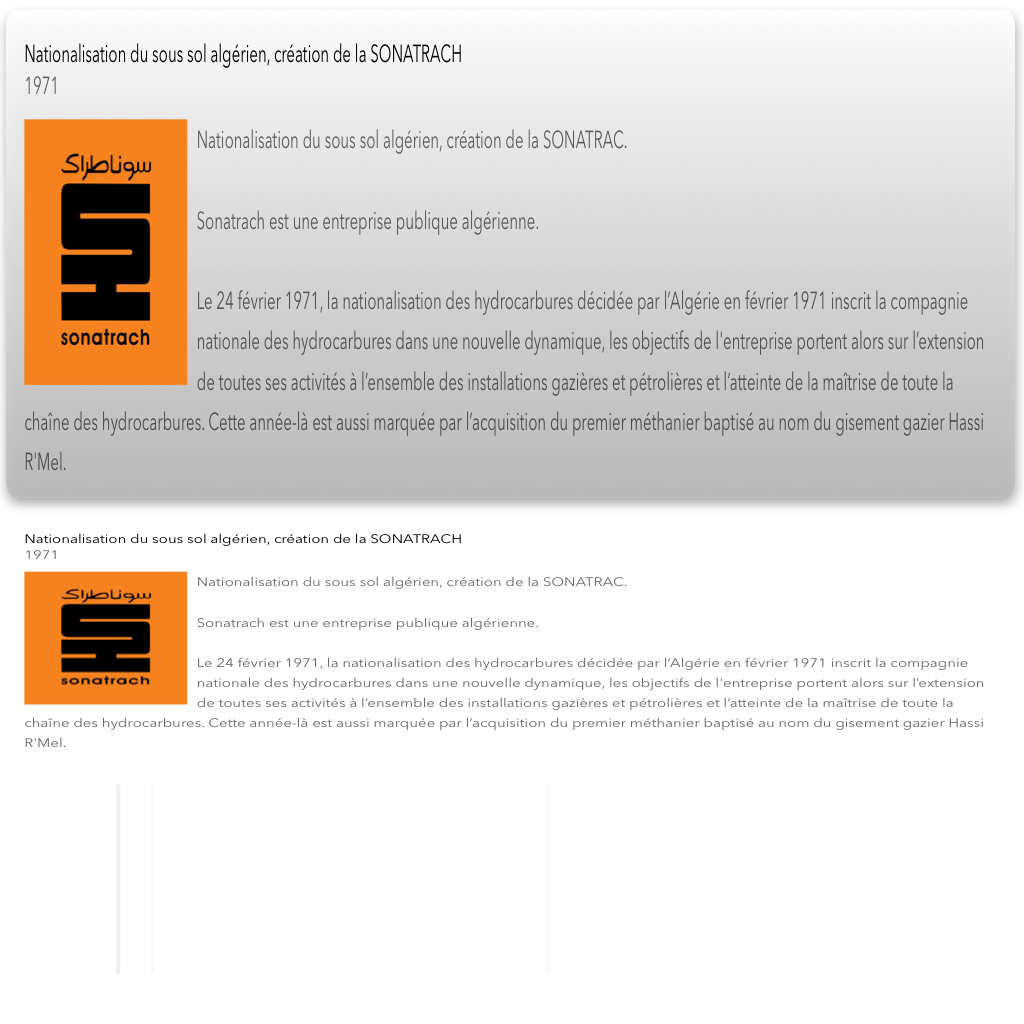 Nationalisation du sous sol algérien, création de la SONATRACH
1971
سوناطراك
sonatrach
Nationalisation du sous sol algérien, création de la SONATRAC.
Sonatrach est une entreprise publique algérienne.
Le 24 février 1971, la nationalisation des hydrocarbures décidée par l’Algérie en février 1971 inscrit la compagnie
nationale des hydrocarbures dans une nouvelle dynamique, les objectifs de l'entreprise portent alors sur l’extension
de toutes ses activités à l’ensemble des installations gazières et pétrolières et l’atteinte de la maîtrise de toute la
chaîne des hydrocarbures. Cette année-là est aussi marquée par l’acquisition du premier méthanier baptisé au nom du gisement gazier Hassi
R'Mel.
Nationalisation du sous sol algérien, création de la SONATRACH
1971
سوناطراك
sonatrach
Nationalisation du sous sol algérien, création de la SONATRAC.
Sonatrach est une entreprise publique algérienne.
Le 24 février 1971, la nationalisation des hydrocarbures décidée par l’Algérie en février 1971 inscrit la compagnie
nationale des hydrocarbures dans une nouvelle dynamique, les objectifs de l'entreprise portent alors sur l’extension
de toutes ses activités à l’ensemble des installations gazières et pétrolières et l’atteinte de la maîtrise de toute la
chaîne des hydrocarbures. Cette année-là est aussi marquée par l’acquisition du premier méthanier baptisé au nom du gisement gazier Hassi
R'Mel.